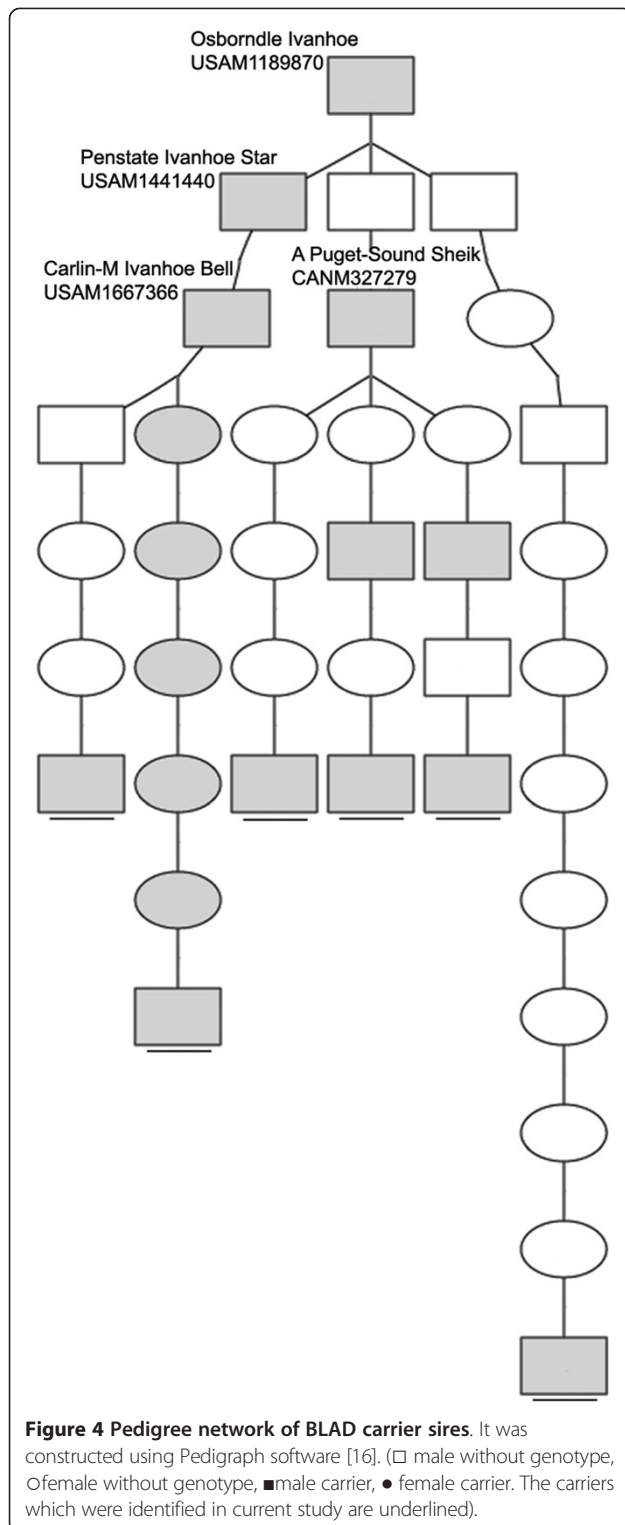 Osborndle Ivanhoe
USAM1189870
Penstate Ivanhoe Star
USAM1441440
Carlin-M Ivanhoe Bell
USAM1667366
A Puget-Sound Sheik
CANM327279
Figure 4 Pedigree network of BLAD carrier sires. It was
constructed using Pedigraph software [16]. (□ male without genotype,
○female without genotype, ■male carrier, ● female carrier. The carriers
which were identified in current study are underlined).